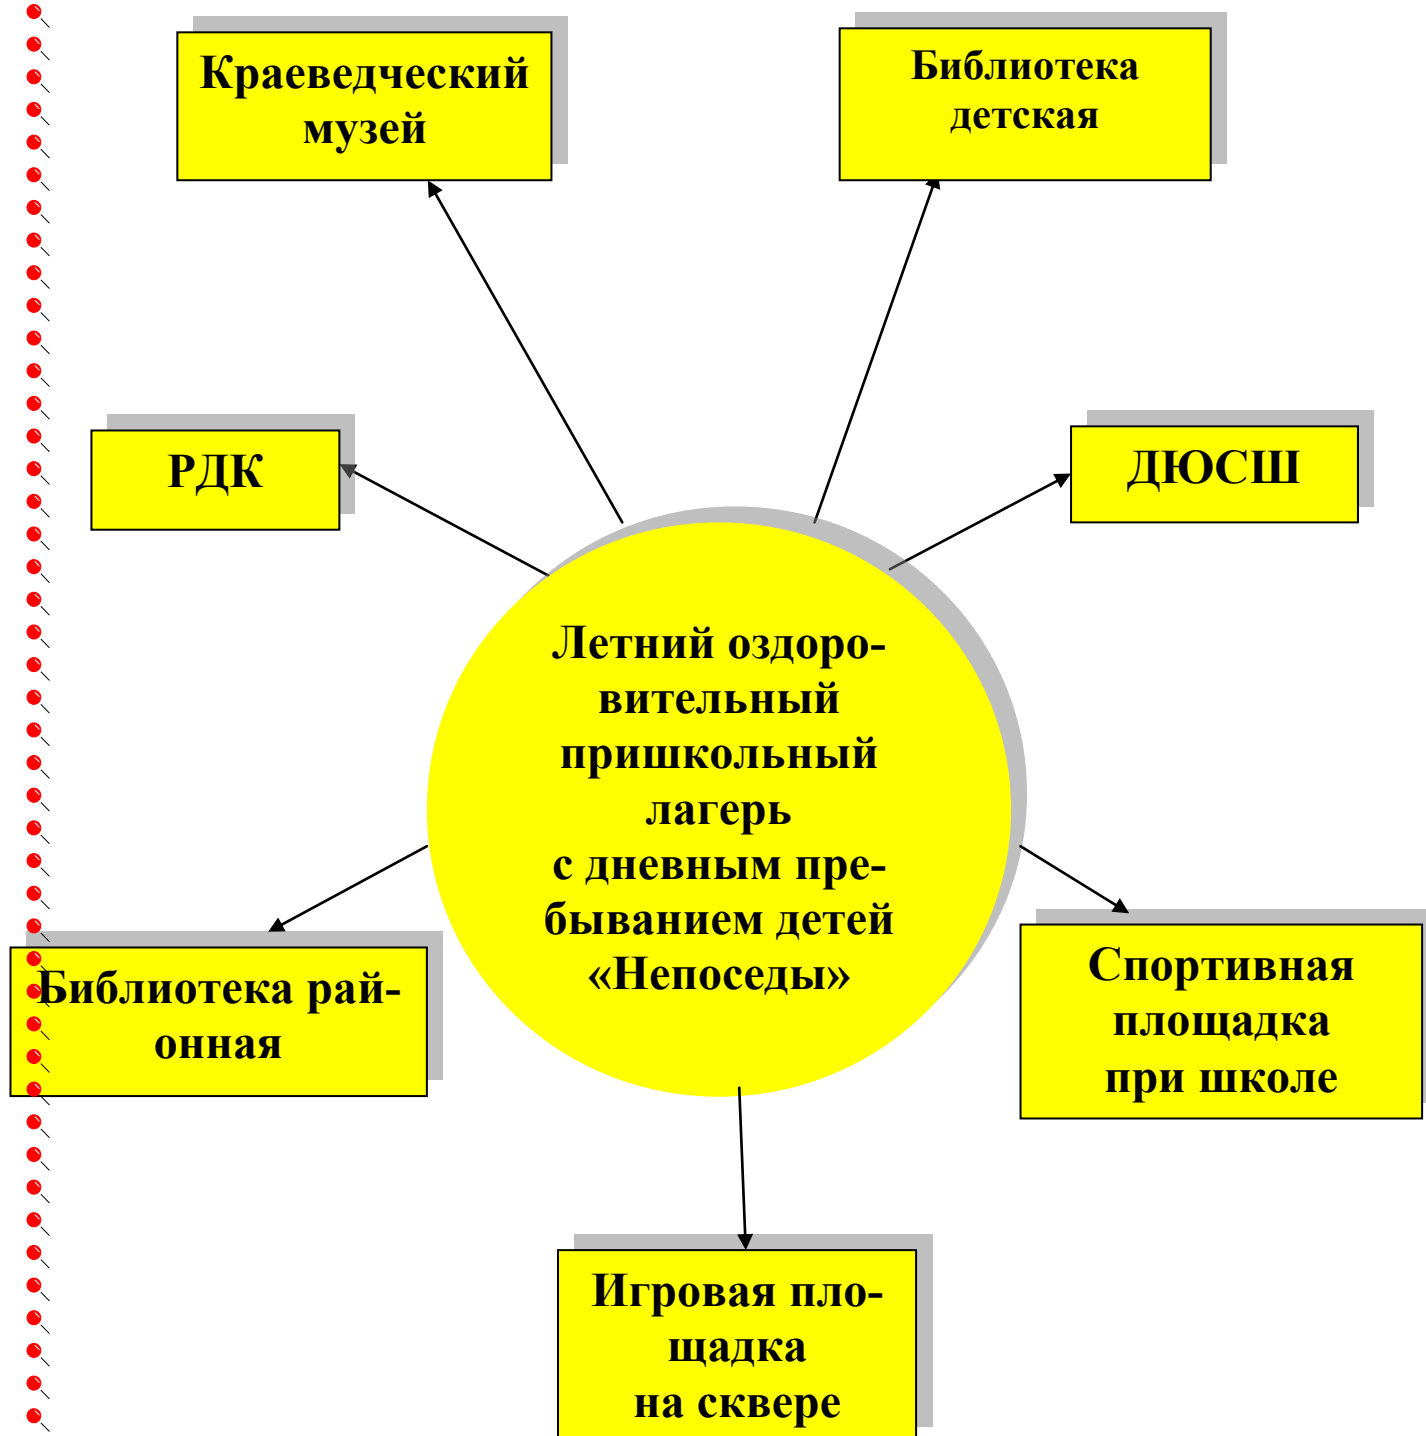 Краеведческий
музей
Библиотека
детская
РДК
ДЮСШ
Летний оздоро-
вительный
пришкольный
лагерь
с дневным пре-
быванием детей
«Непоседы»
Библиотека рай-
онная
Спортивная
площадка
при школе
Игровая пло-
щадка
на сквере